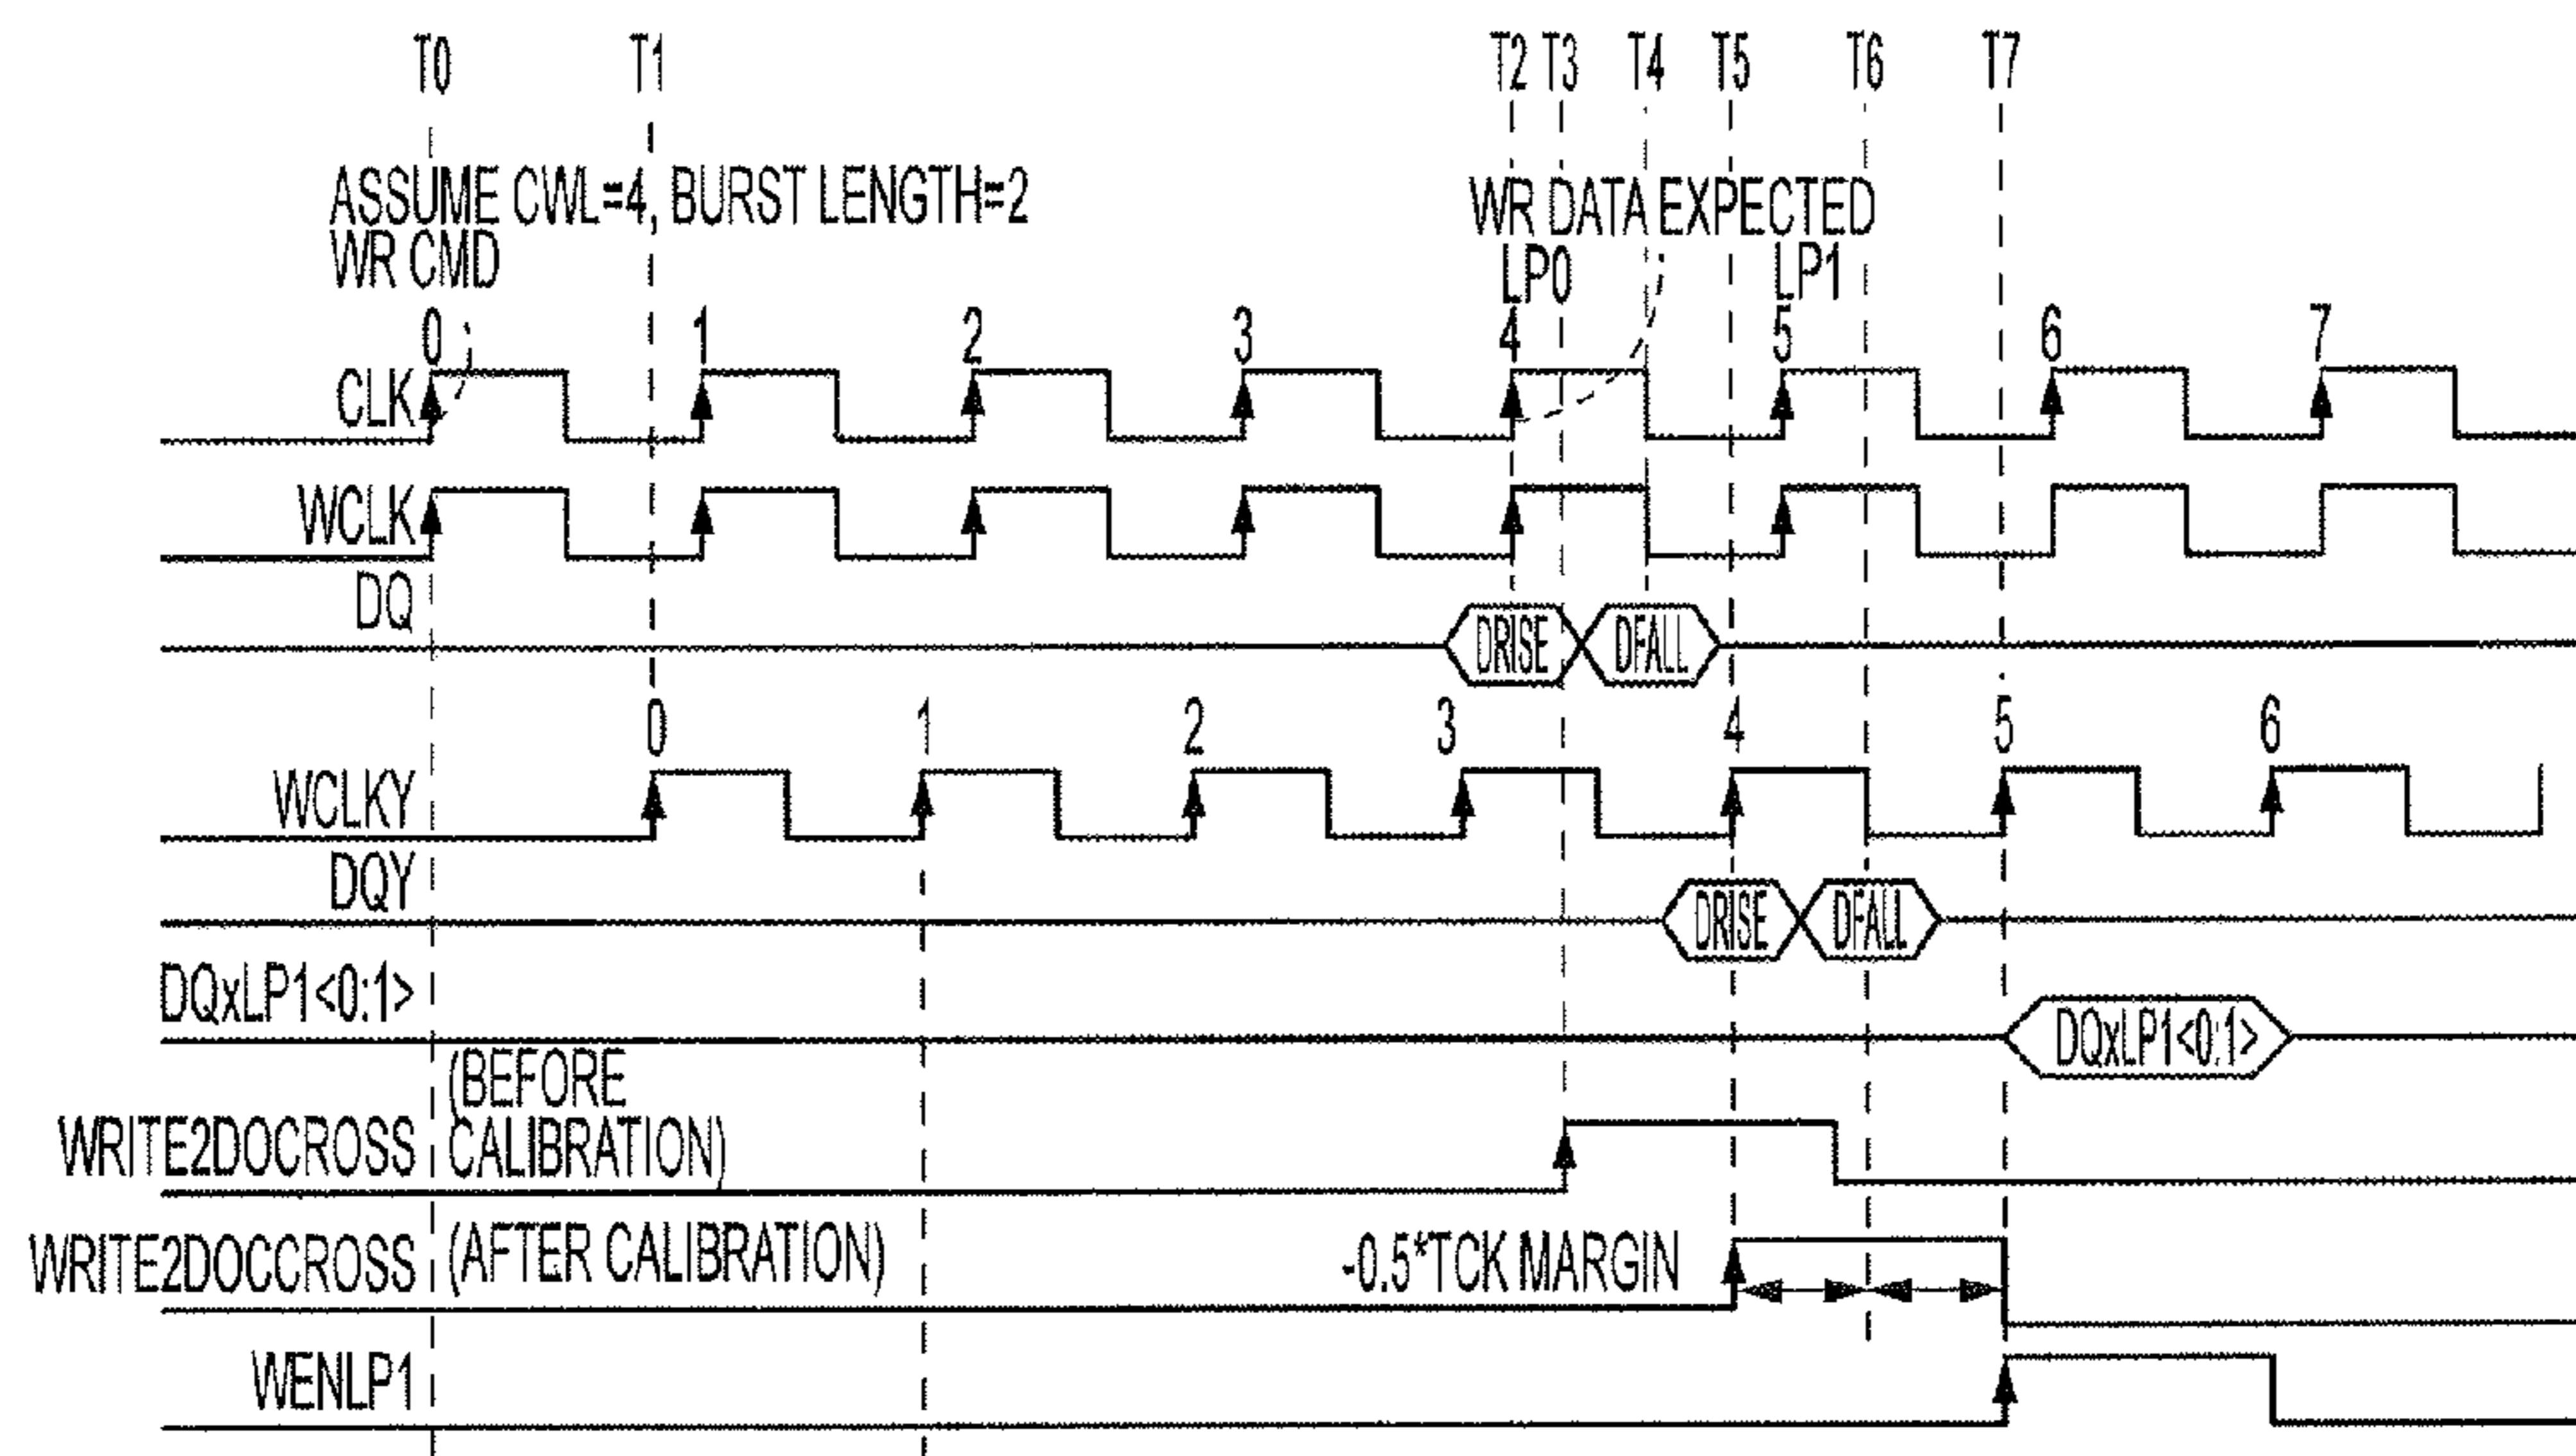 T0 T1 T2 T3 T4 T5 T6 T7
ASSUME CWL=4, BURST LENGTH=2
WR CMD
WR DATA EXPECTED
LP0 LP1
0 1 2 3 4 5 6 7
CLK
WCLK
DQ
DRISE DFALL
0 1 2 3 4 5 6
WCLKY
DQY
DRISE DFALL
DQxLP1<0:1>
DQxLP1<0:1>
(BEFORE
WRITE2DOCROSS CALIBRATION)
WRITE2DOCCROSS (AFTER CALIBRATION) -0.5*TCK MARGIN
WENLP1